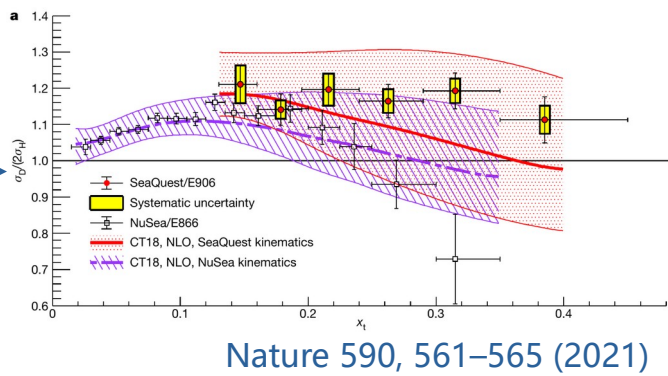 a
1.4
1.3
1.2
1.1
1.0
0.9
0.8
0.7
0.6
σD/(2σH)
SeaQuest/E906
Systematic uncertainty
NuSea/E866
CT18, NLO, SeaQuest kinematics
CT18, NLO, NuSea kinematics
0 0.1 0.2 0.3 0.4
xt
Nature 590, 561–565 (2021)